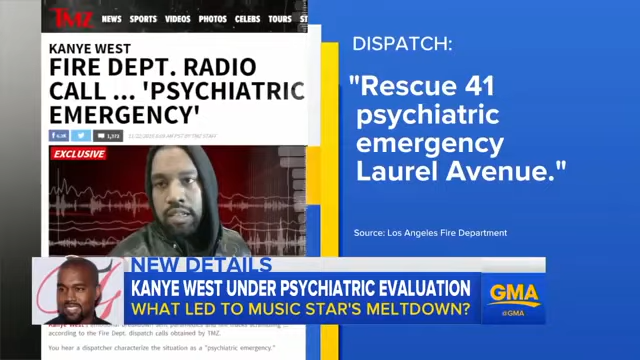 TMZ NEWS SPORTS VIDEOS PHOTOS CELEBS TOURS
KANYE WEST
FIRE DEPT. RADIO
CALL ... 'PSYCHIATRIC
EMERGENCY'
EXCLUSIVE
DISPATCH:
"Rescue 41
psychiatric
emergency
Laurel Avenue."
Source: Los Angeles Fire Department
NEW DETAILS
KANYE WEST UNDER PSYCHIATRIC EVALUATION
WHAT LED TO MUSIC STAR'S MELTDOWN?
GMA
@GMA
according to the Fire Dept. dispatch calls obtained by TMZ.
You hear a dispatcher characterize the situation as a "psychiatric emergency."